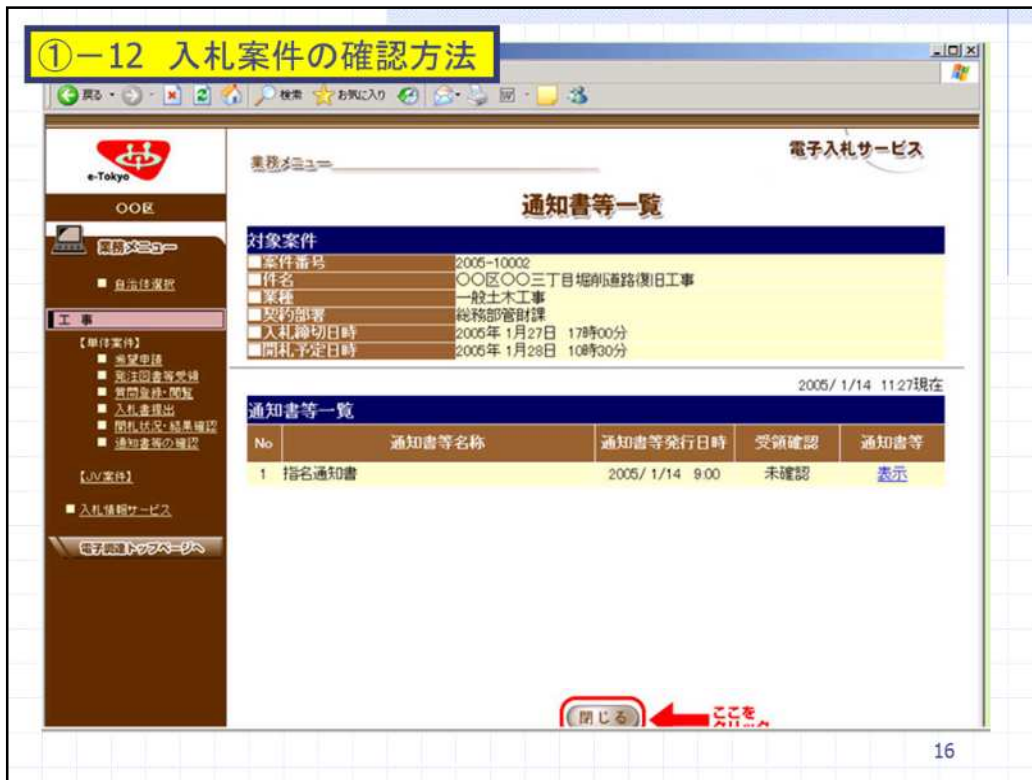 ①－12 入札案件の確認方法
戻る
検索
お気に入り
e-Tokyo
〇〇区
業務メニュー
■ 自治体選択
工 事
【単体案件】
■ 希望申請
■ 発注図書等受領
■ 質問登録・閲覧
■ 入札書提出
■ 開札状況・結果確認
■ 通知書等の確認
【JV案件】
■ 入札情報サービス
電子調達トップページへ
業務メニュー
電子入札サービス
通知書等一覧
対象案件
■案件番号 2005-10002
■件名 〇〇区〇〇三丁目堀削道路復旧工事
■業種 一般土木工事
■契約部署 総務部管財課
■入札締切日時 2005年 1月27日 17時00分
■開札予定日時 2005年 1月28日 10時30分
2005/ 1/14 11:27現在
通知書等一覧
No 通知書等名称 通知書等発行日時 受領確認 通知書等
1 指名通知書 2005/ 1/14 9:00 未確認 表示
閉じる
ここを
クリック
16